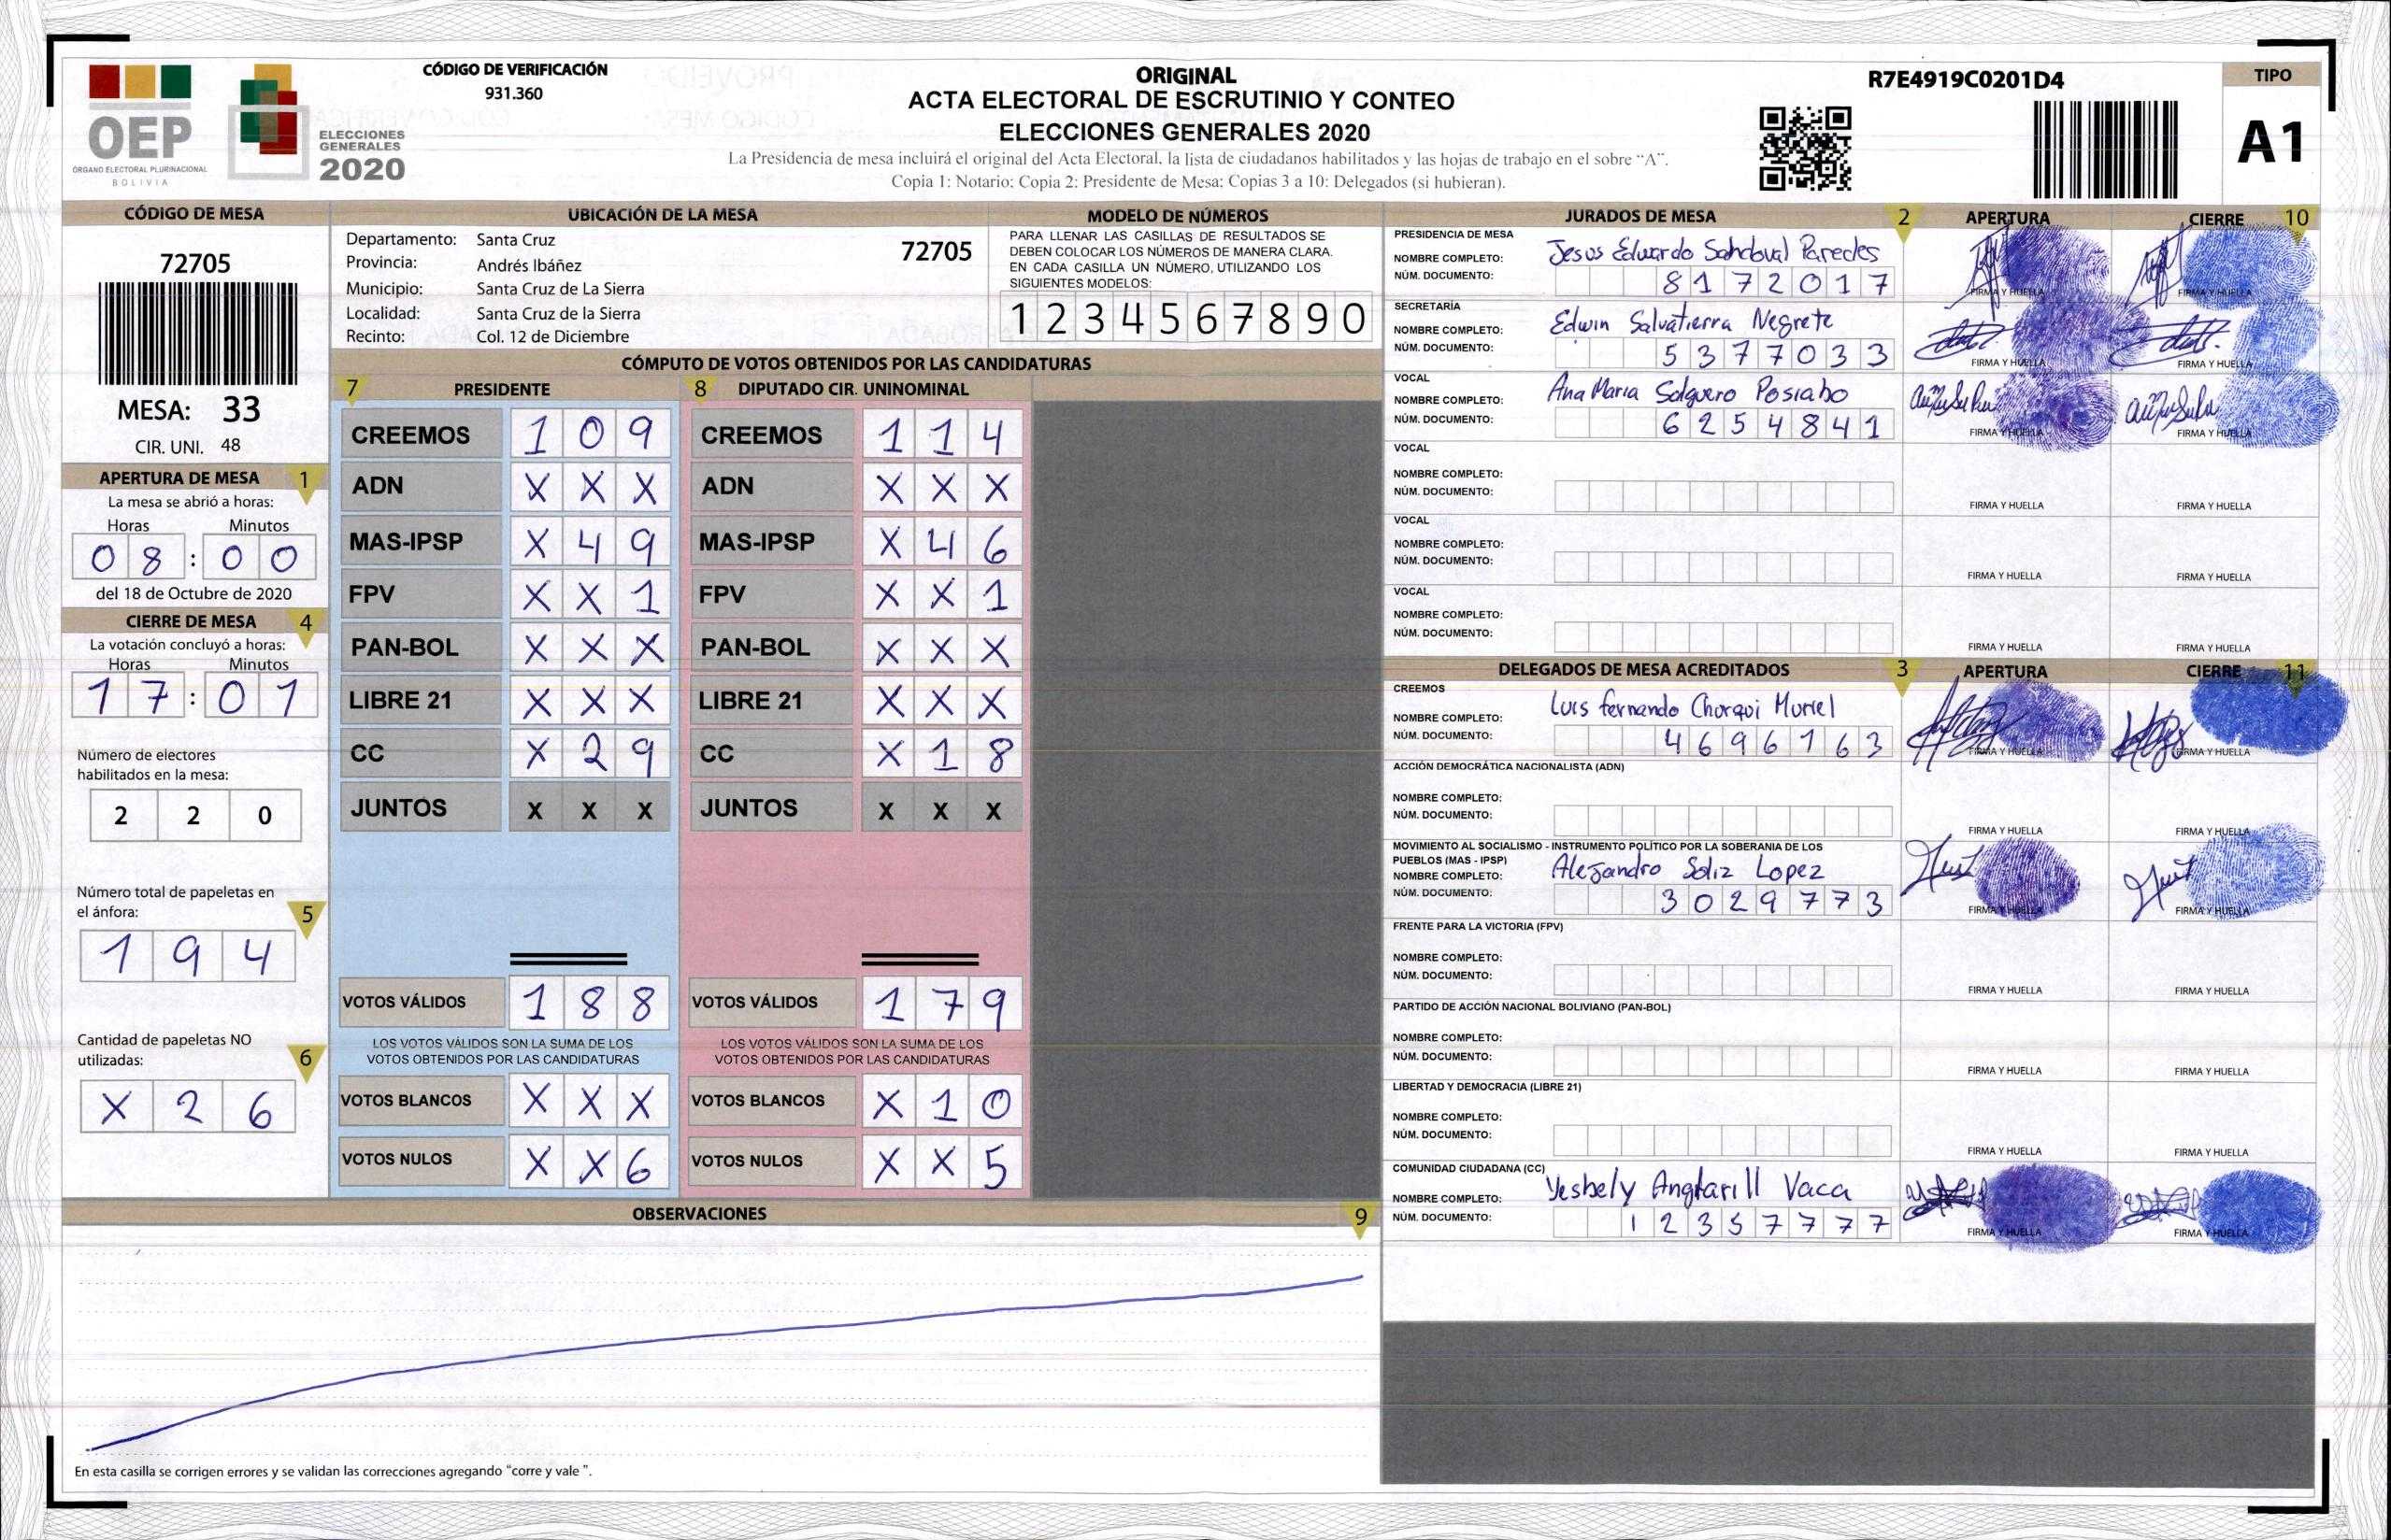 CÓDIGO DE VERIFICACIÓN
931.360
OEP
ORGANO ELECTORAL PLURINACIONAL
BOLIVIA
ELECCIONES
GENERALES
2020
ORIGINAL
ACTA ELECTORAL DE ESCRUTINIO Y CONTEO
ELECCIONES GENERALES 2020
La Presidencia de mesa incluirá el original del Acta Electoral, la lista de ciudadanos habilitados y las hojas de trabajo en el sobre “A”.
Copia 1: Notario; Copia 2: Presidente de Mesa; Copias 3 a 10: Delegados (si hubieran).
R7E4919C0201D4
TIPO
A1
CÓDIGO DE MESA
72705
MESA: 33
CIR. UNI. 48
APERTURA DE MESA 1
La mesa se abrió a horas:
Horas Minutos
0 8 : 0 0
del 18 de Octubre de 2020
CIERRE DE MESA 4
La votación concluyó a horas:
Horas Minutos
1 7 : 0 1
Número de electores
habilitados en la mesa:
2 2 0
Número total de papeletas en
el ánfora: 5
1 9 4
Cantidad de papeletas NO
utilizadas: 6
X 2 6
UBICACIÓN DE LA MESA
Departamento: Santa Cruz 72705
Provincia: Andrés Ibáñez
Municipio: Santa Cruz de La Sierra
Localidad: Santa Cruz de la Sierra
Recinto: Col. 12 de Diciembre
MODELO DE NÚMEROS
PARA LLENAR LAS CASILLAS DE RESULTADOS SE
DEBEN COLOCAR LOS NÚMEROS DE MANERA CLARA.
EN CADA CASILLA UN NÚMERO, UTILIZANDO LOS
SIGUIENTES MODELOS:
1 2 3 4 5 6 7 8 9 0
CÓMPUTO DE VOTOS OBTENIDOS POR LAS CANDIDATURAS
7 PRESIDENTE 8 DIPUTADO CIR. UNINOMINAL
CREEMOS 1 0 9 CREEMOS 1 1 4
ADN X X X ADN X X X
MAS-IPSP X 4 9 MAS-IPSP X 4 6
FPV X X 1 FPV X X 1
PAN-BOL X X X PAN-BOL X X X
LIBRE 21 X X X LIBRE 21 X X X
CC X 2 9 CC X 1 8
JUNTOS X X X JUNTOS X X X
VOTOS VÁLIDOS 1 8 8 VOTOS VÁLIDOS 1 7 9
LOS VOTOS VÁLIDOS SON LA SUMA DE LOS LOS VOTOS VÁLIDOS SON LA SUMA DE LOS
VOTOS OBTENIDOS POR LAS CANDIDATURAS VOTOS OBTENIDOS POR LAS CANDIDATURAS
VOTOS BLANCOS X X X VOTOS BLANCOS X 1 0
VOTOS NULOS X X 6 VOTOS NULOS X X 5
OBSERVACIONES 9
En esta casilla se corrigen errores y se validan las correcciones agregando “corre y vale ”.
JURADOS DE MESA 2 APERTURA CIERRE 10
PRESIDENCIA DE MESA
NOMBRE COMPLETO: Jesus Eduardo Sandoval Paredes
NÚM. DOCUMENTO: 8 1 7 2 0 1 7 FIRMA Y HUELLA FIRMA Y HUELLA
SECRETARÍA
NOMBRE COMPLETO: Edwin Salvatierra Negrete
NÚM. DOCUMENTO: 5 3 7 7 0 3 3 FIRMA Y HUELLA FIRMA Y HUELLA
VOCAL
NOMBRE COMPLETO: Ana Maria Salguero Posiabo
NÚM. DOCUMENTO: 6 2 5 4 8 4 1 FIRMA Y HUELLA FIRMA Y HUELLA
VOCAL
NOMBRE COMPLETO:
NÚM. DOCUMENTO: FIRMA Y HUELLA FIRMA Y HUELLA
VOCAL
NOMBRE COMPLETO:
NÚM. DOCUMENTO: FIRMA Y HUELLA FIRMA Y HUELLA
VOCAL
NOMBRE COMPLETO:
NÚM. DOCUMENTO: FIRMA Y HUELLA FIRMA Y HUELLA
DELEGADOS DE MESA ACREDITADOS 3 APERTURA CIERRE 11
CREEMOS
NOMBRE COMPLETO: Luis fernando Choraui Muriel
NÚM. DOCUMENTO: 4 6 9 6 1 6 3 FIRMA Y HUELLA FIRMA Y HUELLA
ACCIÓN DEMOCRÁTICA NACIONALISTA (ADN)
NOMBRE COMPLETO:
NÚM. DOCUMENTO: FIRMA Y HUELLA FIRMA Y HUELLA
MOVIMIENTO AL SOCIALISMO - INSTRUMENTO POLÍTICO POR LA SOBERANIA DE LOS
PUEBLOS (MAS - IPSP)
NOMBRE COMPLETO: Alejandro Soliz Lopez
NÚM. DOCUMENTO: 3 0 2 9 7 7 3 FIRMA Y HUELLA FIRMA Y HUELLA
FRENTE PARA LA VICTORIA (FPV)
NOMBRE COMPLETO:
NÚM. DOCUMENTO: FIRMA Y HUELLA FIRMA Y HUELLA
PARTIDO DE ACCIÓN NACIONAL BOLIVIANO (PAN-BOL)
NOMBRE COMPLETO:
NÚM. DOCUMENTO: FIRMA Y HUELLA FIRMA Y HUELLA
LIBERTAD Y DEMOCRACIA (LIBRE 21)
NOMBRE COMPLETO:
NÚM. DOCUMENTO: FIRMA Y HUELLA FIRMA Y HUELLA
COMUNIDAD CIUDADANA (CC)
NOMBRE COMPLETO: Yesbely Angtarill Vaca
NÚM. DOCUMENTO: 1 2 3 5 7 7 7 7 FIRMA Y HUELLA FIRMA Y HUELLA